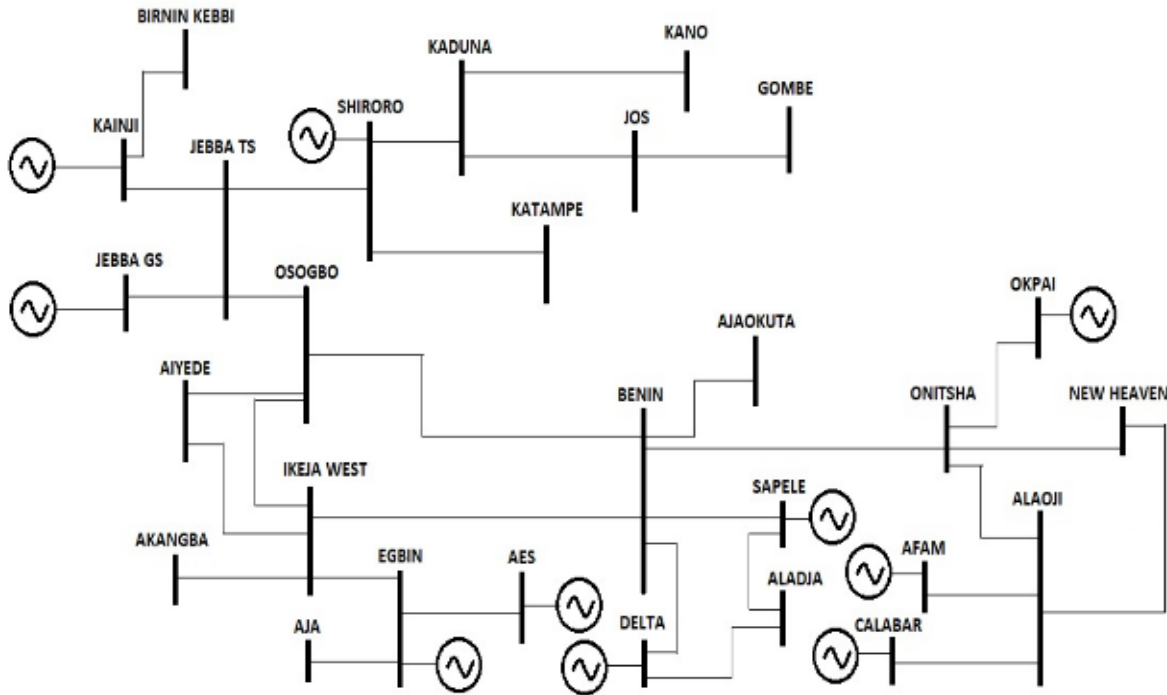 BIRNIN KEBBI
KANO
KADUNA
GOMBE
SHIRORO
JOS
KAINJI
JEBBA TS
KATAMPE
JEBBA GS
OSOGBO
OKPAI
AJAOKUTA
AIYEDE
BENIN
ONITSHA
NEW HEAVEN
IKEJA WEST
SAPELE
ALAOJI
AKANGBA
EGBIN
AES
AFAM
ALADJA
AJA
DELTA
CALABAR